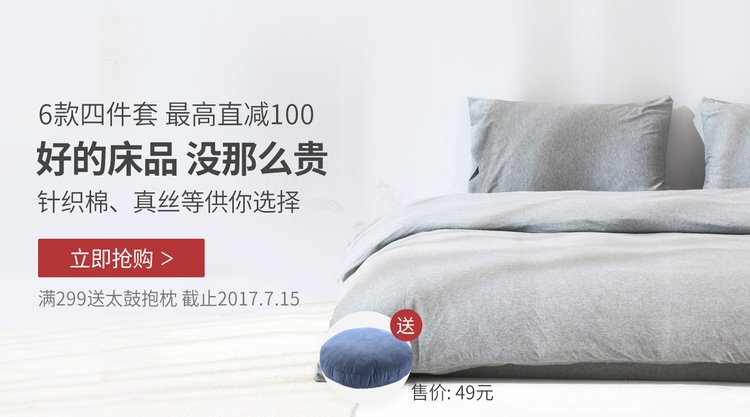 6款四件套 最高直减100
好的床品 没那么贵
针织棉、真丝等供你选择
立即抢购 >
满299送太鼓抱枕 截止2017.7.15
送
售价: 49元